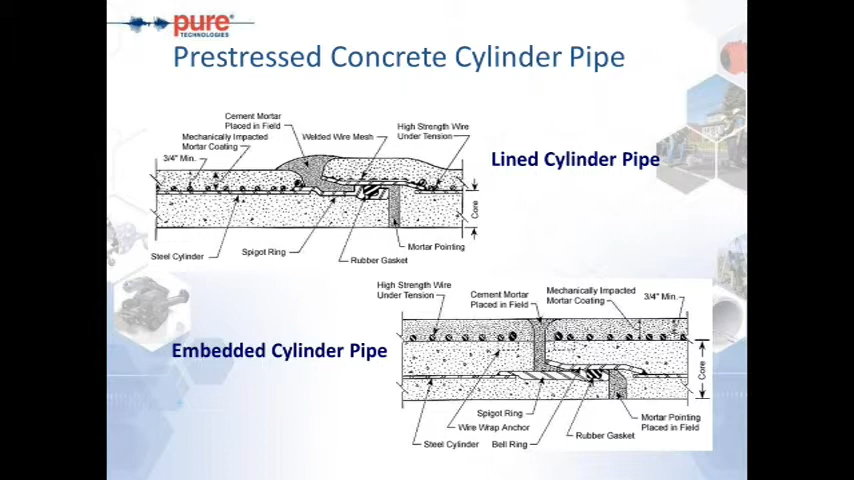 pure
TECHNOLOGIES
Prestressed Concrete Cylinder Pipe
Cement Mortar
Placed in Field
Mechanically Impacted
Mortar Coating
3/4" Min.
Welded Wire Mesh
High Strength Wire
Under Tension
Lined Cylinder Pipe
Core
Steel Cylinder
Spigot Ring
Mortar Pointing
Rubber Gasket
High Strength Wire
Under Tension
Cement Mortar
Placed in Field
Mechanically Impacted
Mortar Coating
3/4" Min.
Embedded Cylinder Pipe
Core
Spigot Ring
Wire Wrap Anchor
Steel Cylinder
Bell Ring
Rubber Gasket
Mortar Pointing
Placed in Field